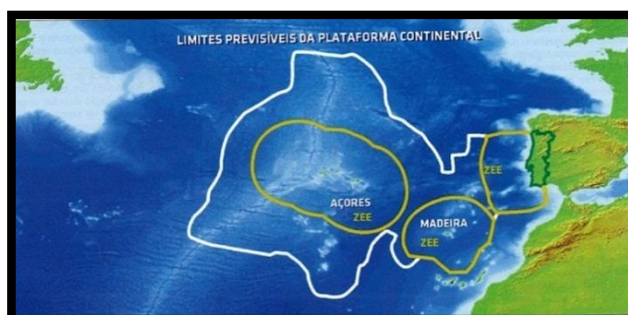 LIMITES PREVISÍVEIS DA PLATAFORMA CONTINENTAL
ZEE
AÇORES
ZEE
MADEIRA
ZEE